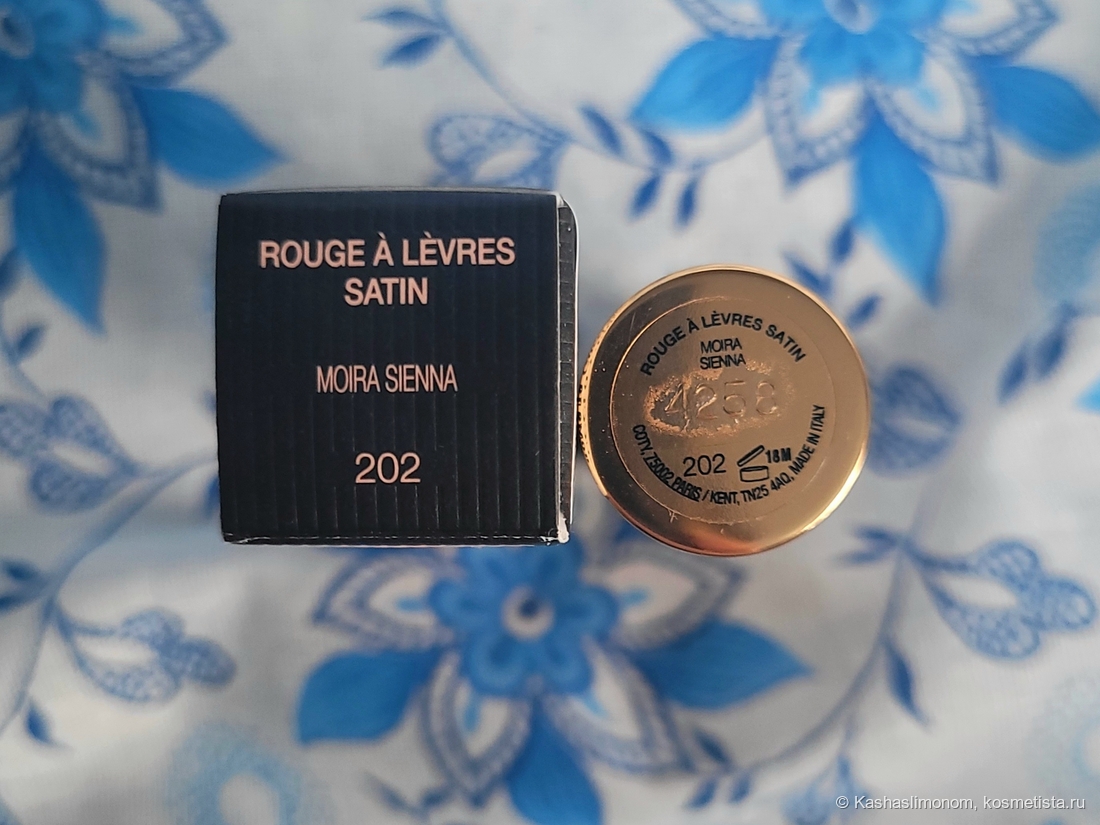 ROUGE À LÈVRES
SATIN
MOIRA SIENNA
202
ROUGE À LÈVRES SATIN
MOIRA
SIENNA
4258
202
18M
COTY, 75002 PARIS / KENT, TN25 4AQ, MADE IN ITALY
© Kashaslimonom, kosmetista.ru